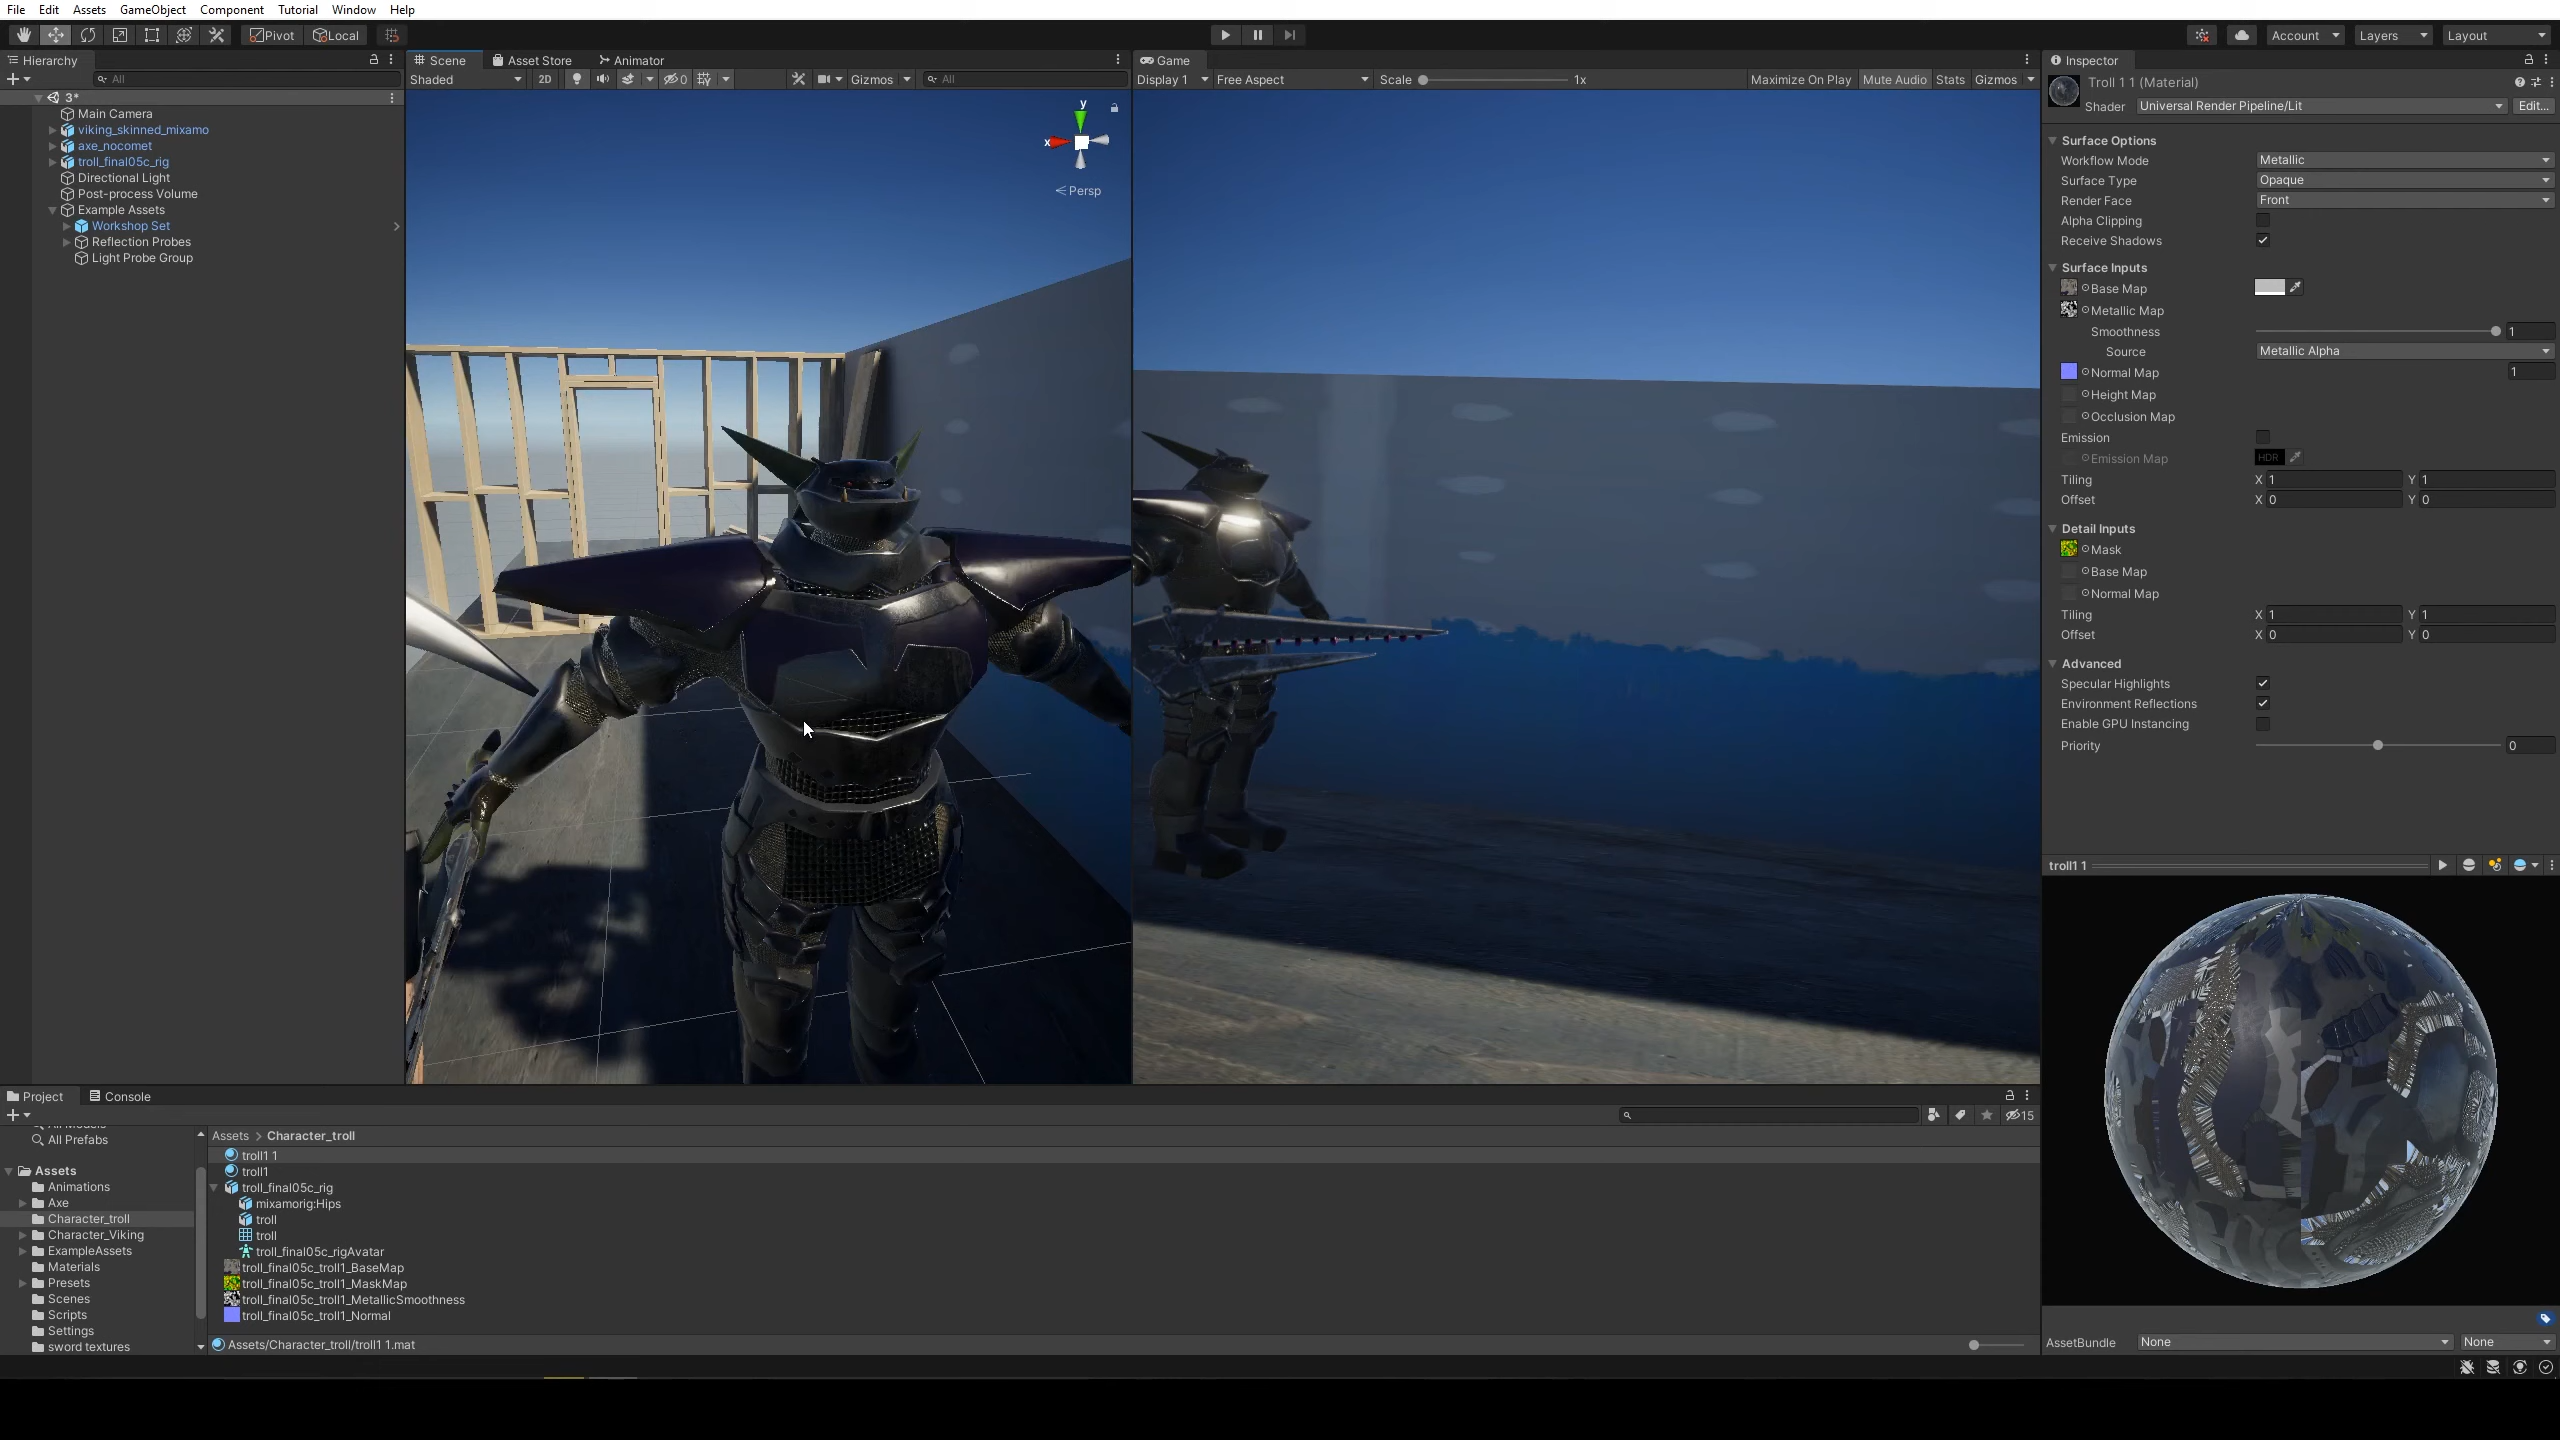 File Edit Assets GameObject Component Tutorial Window Help
Pivot Local Account Layers Layout
Hierarchy
All
3*
Main Camera
viking_skinned_mixamo
axe_nocomet
troll_final05c_rig
Directional Light
Post-process Volume
Example Assets
Workshop Set
Reflection Probes
Light Probe Group
Scene Asset Store Animator
Shaded 2D 0 Gizmos All
y
x
Persp
Game
Display 1 Free Aspect Scale 1x Maximize On Play Mute Audio Stats Gizmos
Inspector
Troll 1 1 (Material)
Shader Universal Render Pipeline/Lit Edit...
Surface Options
Workflow Mode Metallic
Surface Type Opaque
Render Face Front
Alpha Clipping
Receive Shadows
Surface Inputs
Base Map
Metallic Map
Smoothness 1
Source Metallic Alpha
Normal Map 1
Height Map
Occlusion Map
Emission
Emission Map HDR
Tiling X 1 Y 1
Offset X 0 Y 0
Detail Inputs
Mask
Base Map
Normal Map
Tiling X 1 Y 1
Offset X 0 Y 0
Advanced
Specular Highlights
Environment Reflections
Enable GPU Instancing
Priority 0
troll1 1
AssetBundle None None
Project Console
15
All Prefabs
Assets
Animations
Axe
Character_troll
Character_Viking
ExampleAssets
Materials
Presets
Scenes
Scripts
Settings
sword textures
Assets > Character_troll
troll1 1
troll1
troll_final05c_rig
mixamorig:Hips
troll
troll
troll_final05c_rigAvatar
troll_final05c_troll1_BaseMap
troll_final05c_troll1_MaskMap
troll_final05c_troll1_MetallicSmoothness
troll_final05c_troll1_Normal
Assets/Character_troll/troll1 1.mat